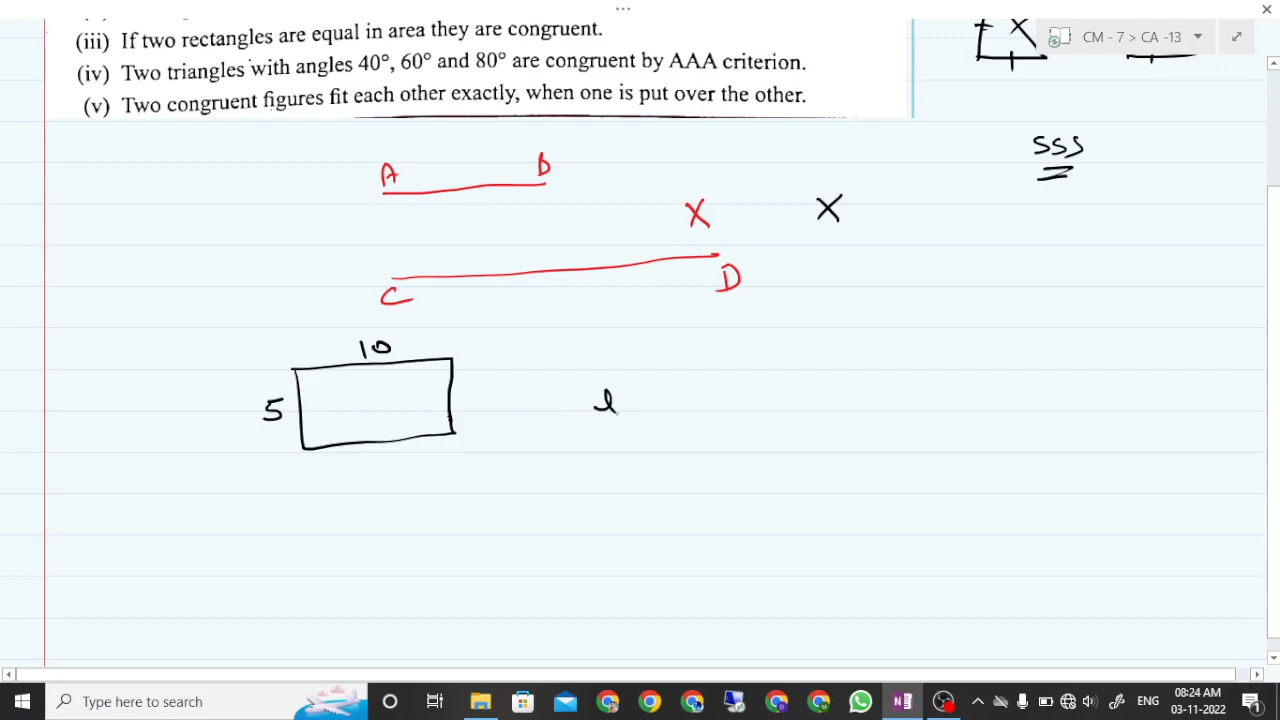 (iii) If two rectangles are equal in area they are congruent.
(iv) Two triangles with angles 40°, 60° and 80° are congruent by AAA criterion.
(v) Two congruent figures fit each other exactly, when one is put over the other.
X
CM - 7 > CA -13
SSS
A B
X X
C D
10
5
l
Type here to search
ENG
08:24 AM
03-11-2022
1